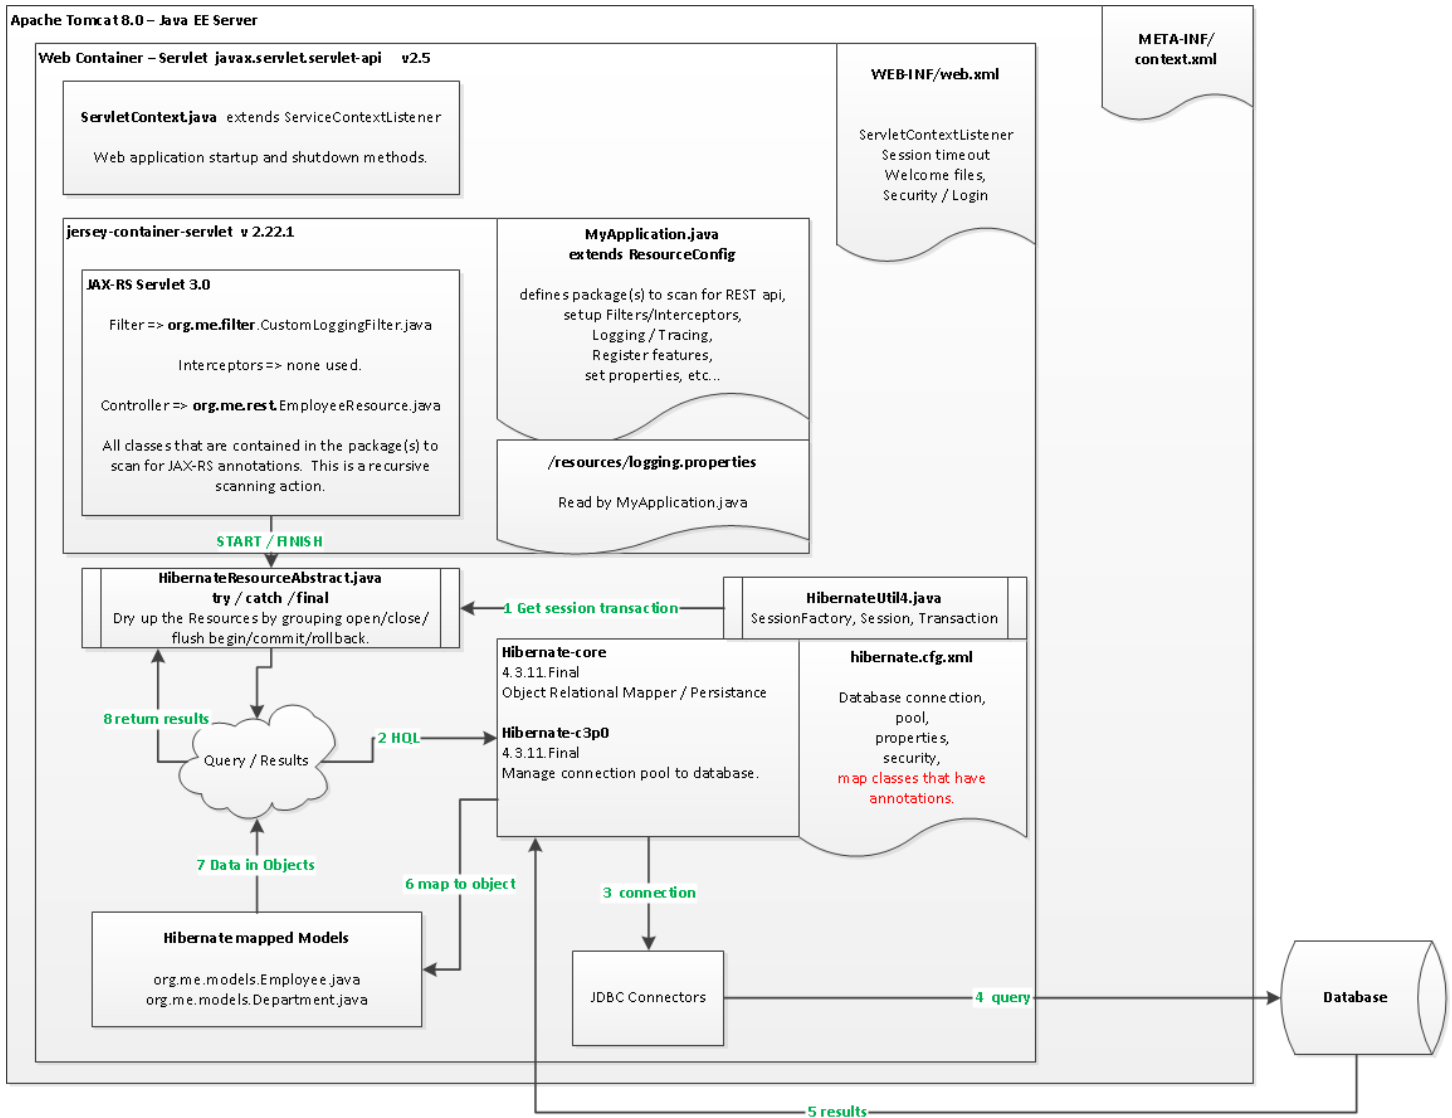 Apache Tomcat 8.0 – Java EE Server
META-INF/
context.xml
Web Container – Servlet javax.servlet.servlet-api v2.5
WEB-INF/web.xml
ServletContextListener
Session timeout
Welcome files,
Security / Login
ServletContext.java extends ServiceContextListener
Web application startup and shutdown methods.
jersey-container-servlet v 2.22.1
JAX-RS Servlet 3.0
Filter => org.me.filter.CustomLoggingFilter.java
Interceptors => none used.
Controller => org.me.rest.EmployeeResource.java
All classes that are contained in the package(s) to
scan for JAX-RS annotations. This is a recursive
scanning action.
MyApplication.java
extends ResourceConfig
defines package(s) to scan for REST api,
setup Filters/Interceptors,
Logging / Tracing,
Register features,
set properties, etc...
/resources/logging.properties
Read by MyApplication.java
START / FINISH
HibernateResourceAbstract.java
try / catch / final
Dry up the Resources by grouping open/close/
flush begin/commit/rollback.
1 Get session transaction
HibernateUtil4.java
SessionFactory, Session, Transaction
Hibernate-core
4.3.11.Final
Object Relational Mapper / Persistance
Hibernate-c3p0
4.3.11.Final
Manage connection pool to database.
hibernate.cfg.xml
Database connection,
pool,
properties,
security,
map classes that have
annotations.
8 return results
Query / Results
2 HQL
7 Data in Objects
6 map to object
3 connection
Hibernate mapped Models
org.me.models.Employee.java
org.me.models.Department.java
JDBC Connectors
4 query
Database
5 results